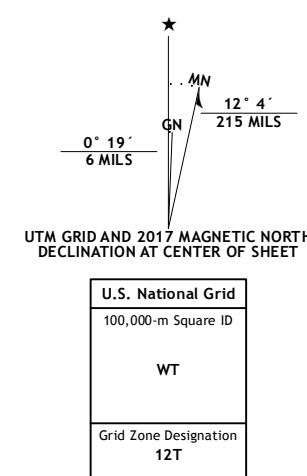 ★
MN
12° 4´
GN
215 MILS
0° 19´
6 MILS
UTM GRID AND 2017 MAGNETIC NORTH
DECLINATION AT CENTER OF SHEET
U.S. National Grid
100,000-m Square ID
WT
Grid Zone Designation
12T